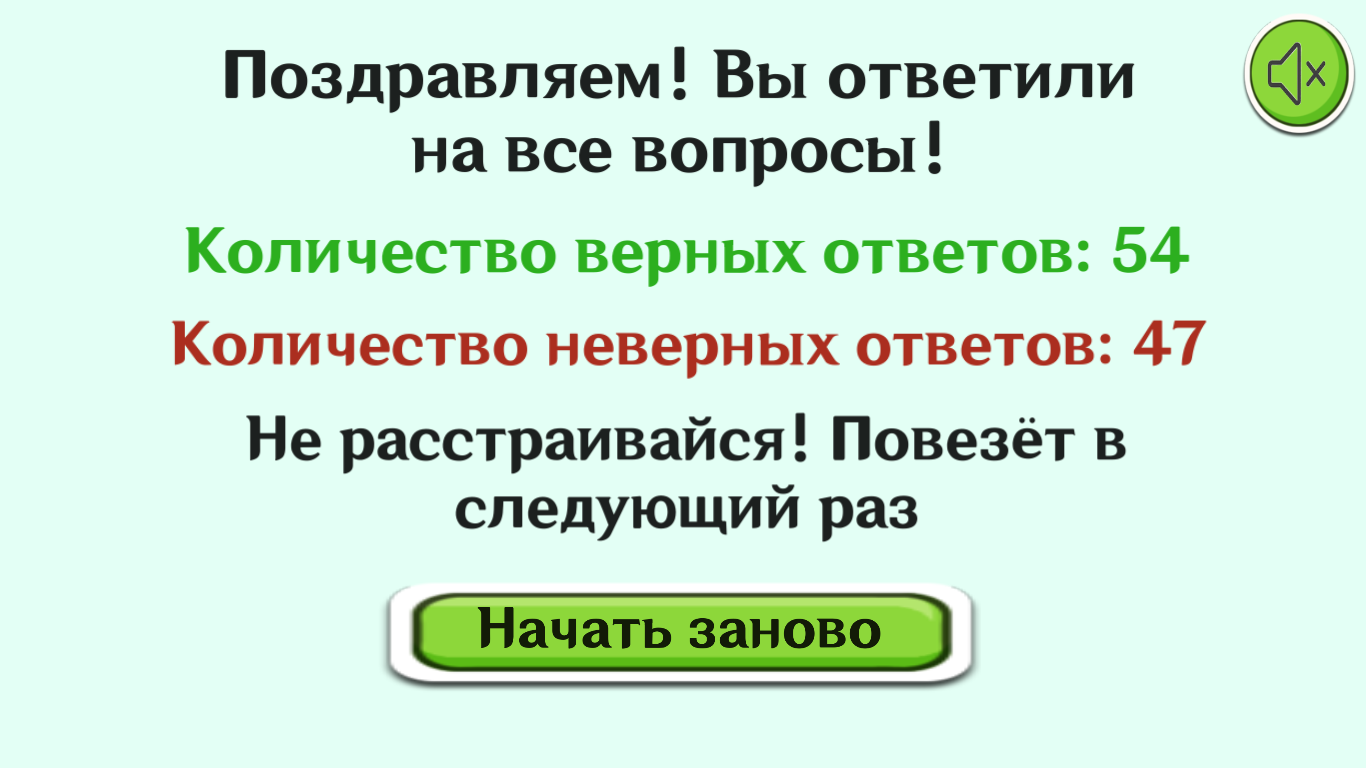 Поздравляем! Вы ответили
на все вопросы!
Количество верных ответов: 54
Количество неверных ответов: 47
Не расстраивайся! Повезёт в
следующий раз
Начать заново